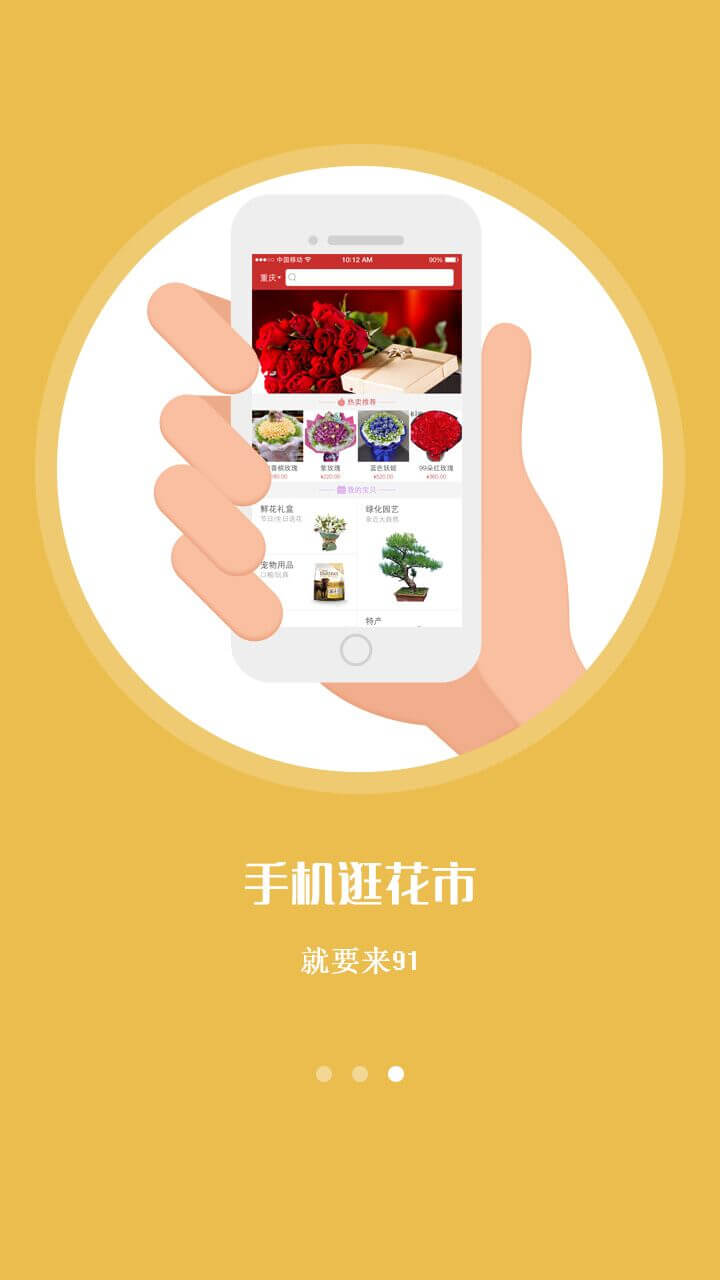 中国移动 10:12 AM 90%
重庆
热卖推荐
香槟玫瑰 紫玫瑰 蓝色妖姬 99朵红玫瑰
¥220.00 ¥520.00 ¥360.00
我的宝贝
鲜花礼盒 绿化园艺
节日/生日送花 亲近大自然
宠物用品
口粮/玩具
特产
手机逛花市
就要来91